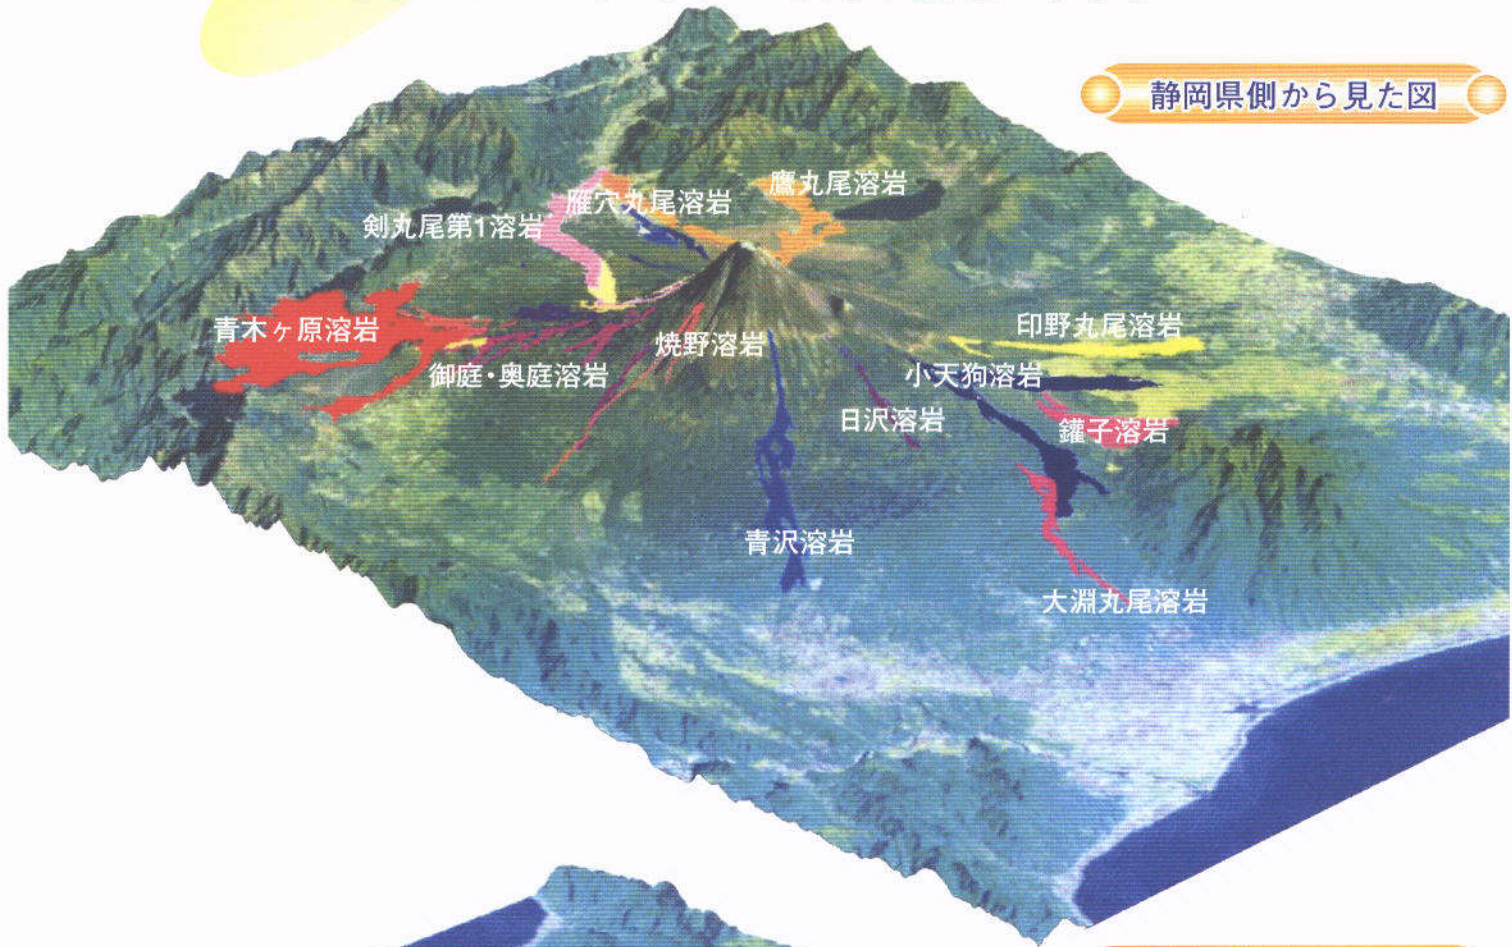 静岡県側から見た図
鷹丸尾溶岩
雁穴丸尾溶岩
剣丸尾第1溶岩
青木ヶ原溶岩
焼野溶岩
印野丸尾溶岩
御庭・奥庭溶岩
小天狗溶岩
日沢溶岩
鑵子溶岩
青沢溶岩
大淵丸尾溶岩